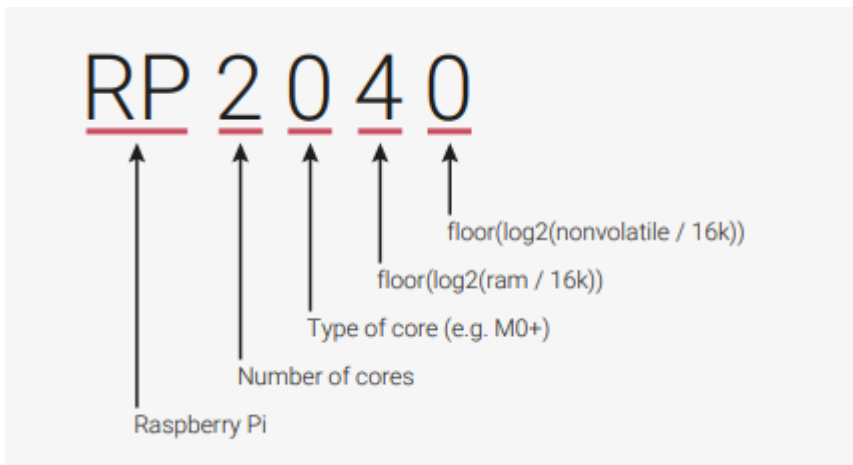 RP 2 0 4 0
floor(log2(nonvolatile / 16k))
floor(log2(ram / 16k))
Type of core (e.g. M0+)
Number of cores
Raspberry Pi